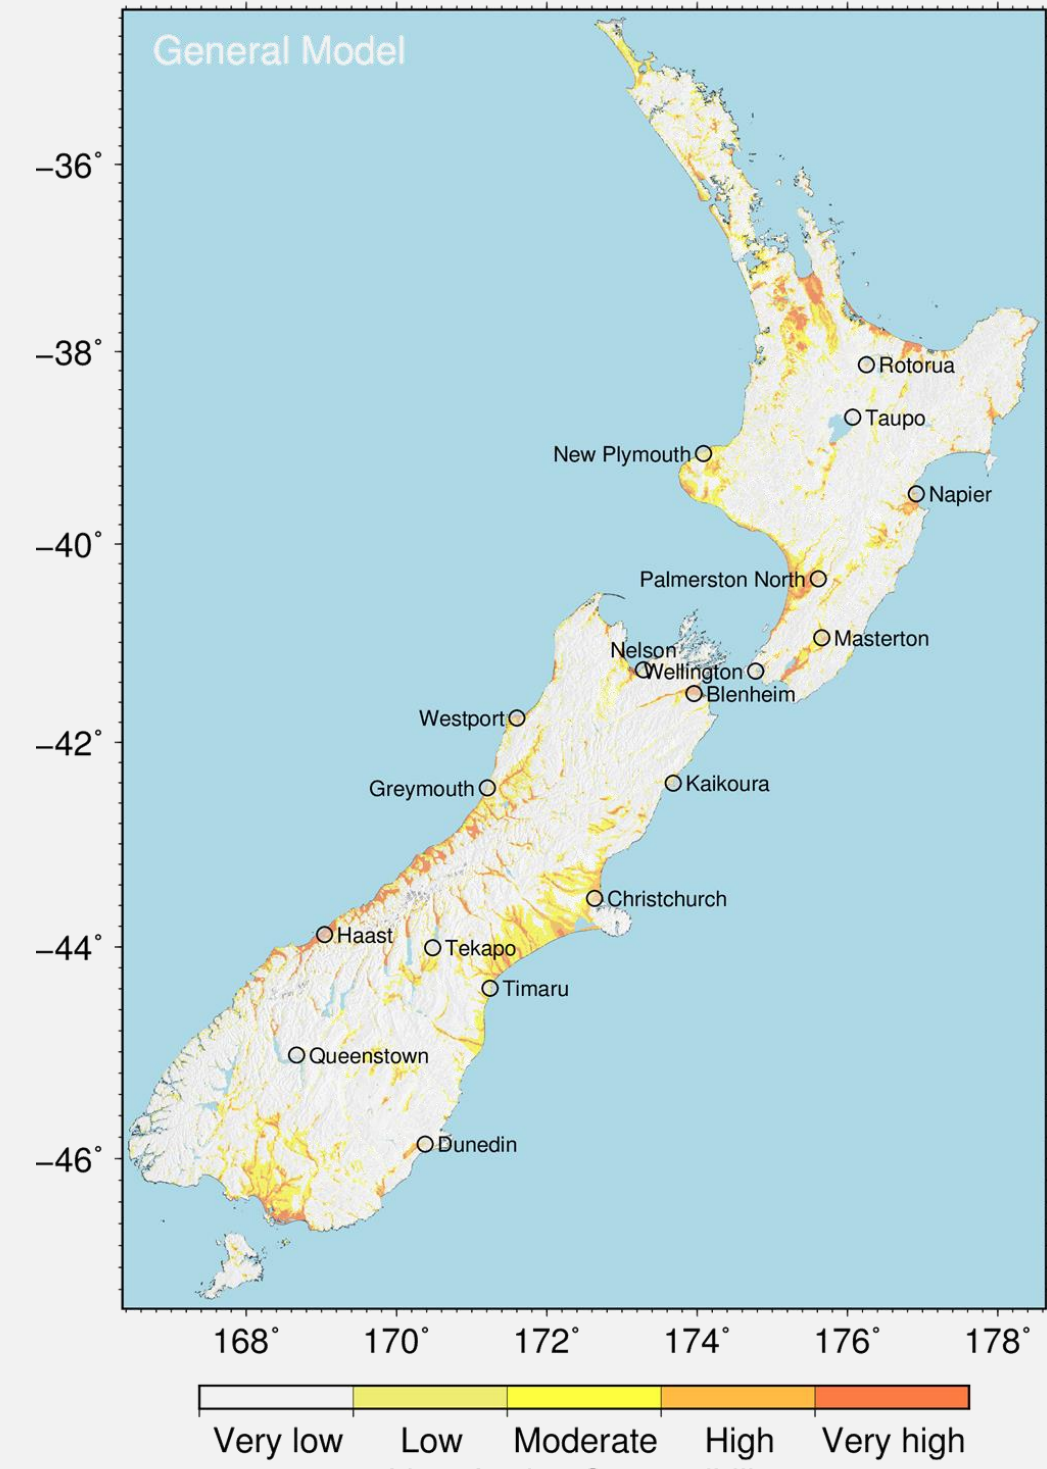 General Model
−36°
−38°
Rotorua
Taupo
New Plymouth
Napier
−40°
Palmerston North
Masterton
Nelson
Wellington
Blenheim
Westport
−42°
Greymouth
Kaikoura
Christchurch
Haast
−44°
Tekapo
Timaru
Queenstown
Dunedin
−46°
168° 170° 172° 174° 176° 178°
Very low Low Moderate High Very high